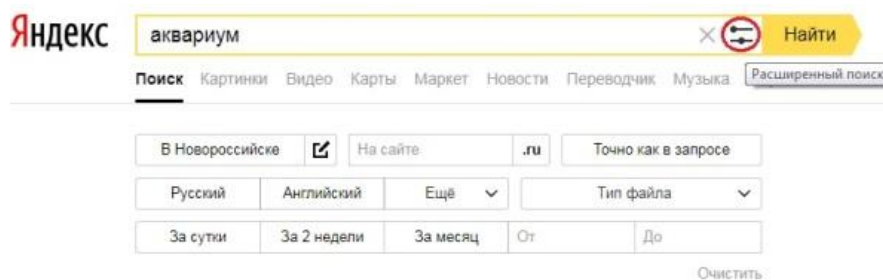 Яндекс аквариум Найти
Поиск Картинки Видео Карты Маркет Новости Переводчик Музыка
Расширенный поиск
В Новороссийске На сайте .ru Точно как в запросе
Русский Английский Ещё Тип файла
За сутки За 2 недели За месяц От До
Очистить